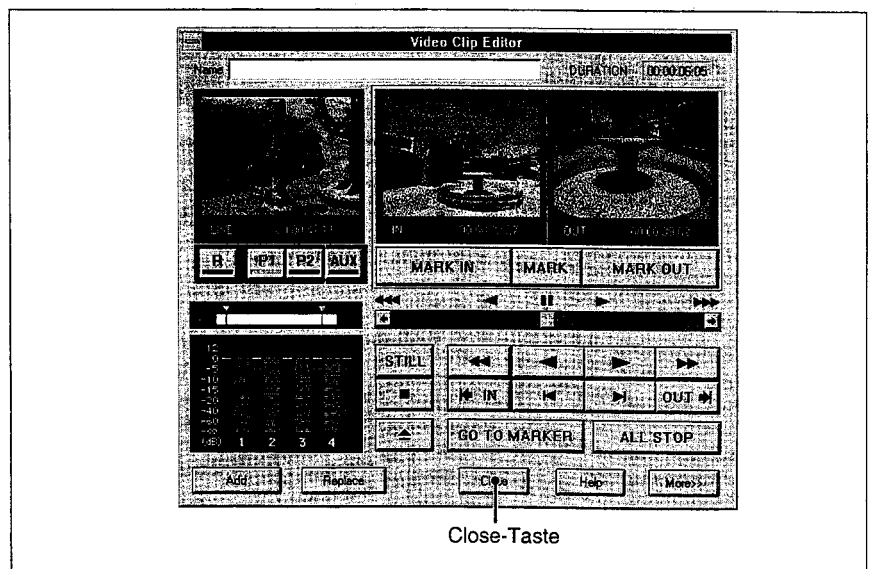 Video Clip Editor
Name DURATION 00:00:05:05
LIVE IN OUT
R P1 P2 AUX MARK IN MARK MARK OUT
STILL
IN OUT
GO TO MARKER ALL STOP
(dB) 1 2 3 4
Add Replace Close Help More>>
Close-Taste